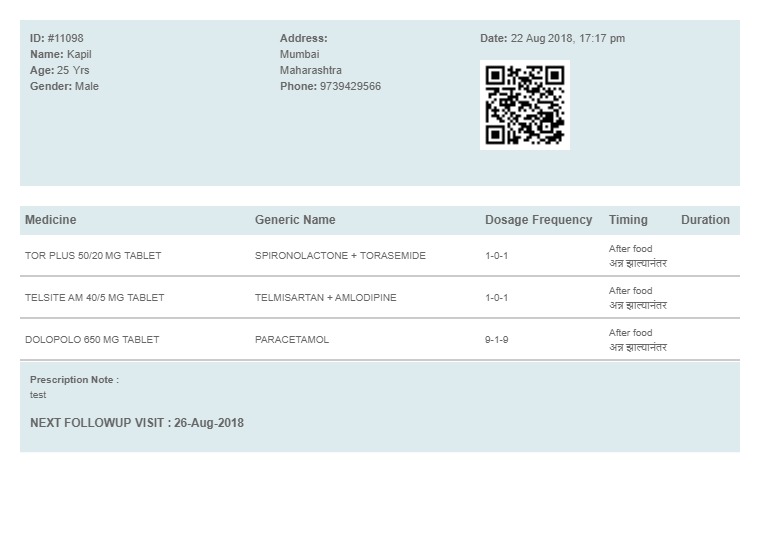 ID: #11098
Name: Kapil
Age: 25 Yrs
Gender: Male
Address:
Mumbai
Maharashtra
Phone: 9739429566
Date: 22 Aug 2018, 17:17 pm
Medicine Generic Name Dosage Frequency Timing Duration
TOR PLUS 50/20 MG TABLET SPIRONOLACTONE + TORASEMIDE 1-0-1 After food
अन्न झाल्यानंतर
TELSITE AM 40/5 MG TABLET TELMISARTAN + AMLODIPINE 1-0-1 After food
अन्न झाल्यानंतर
DOLOPOLO 650 MG TABLET PARACETAMOL 9-1-9 After food
अन्न झाल्यानंतर
Prescription Note :
test
NEXT FOLLOWUP VISIT : 26-Aug-2018